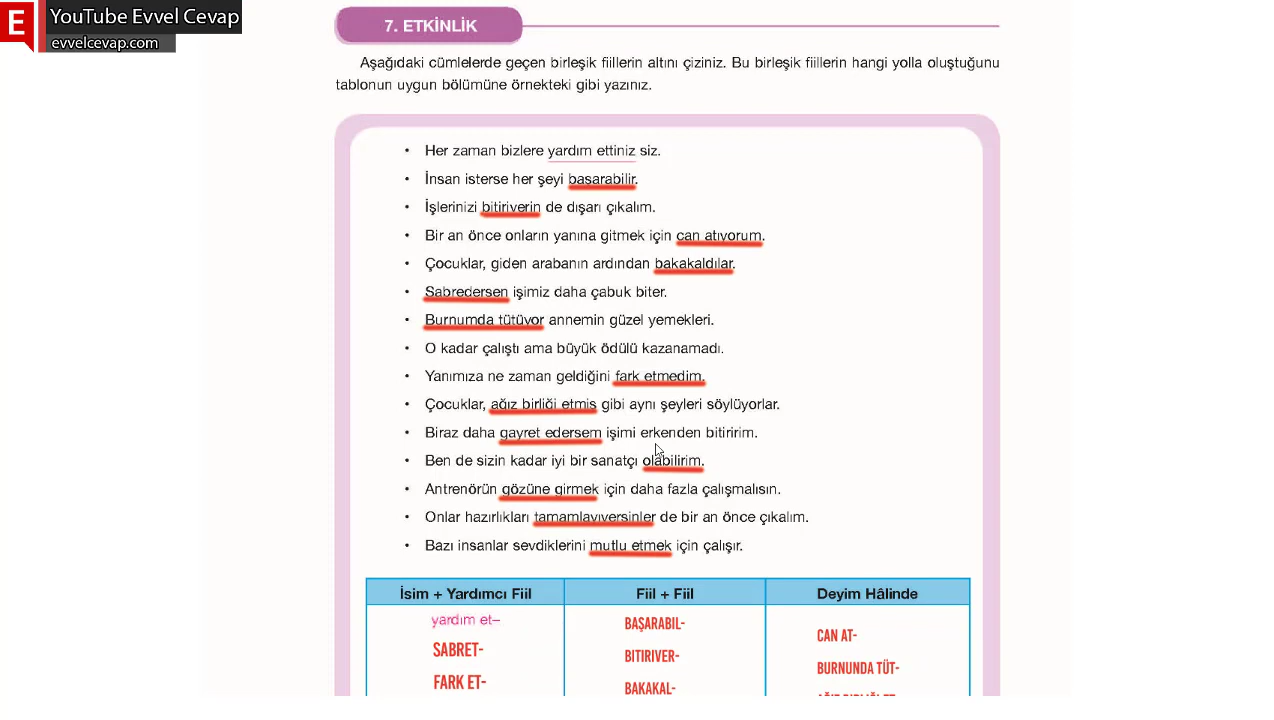 E YouTube Evvel Cevap
evvelcevap.com
7. ETKİNLİK
Aşağıdaki cümlelerde geçen birleşik fiillerin altını çiziniz. Bu birleşik fiillerin hangi yolla oluştuğunu
tablonun uygun bölümüne örnekteki gibi yazınız.
• Her zaman bizlere yardım ettiniz siz.
• İnsan isterse her şeyi başarabilir.
• İşlerinizi bitiriverin de dışarı çıkalım.
• Bir an önce onların yanına gitmek için can atıyorum.
• Çocuklar, giden arabanın ardından bakakaldılar.
• Sabredersen işimiz daha çabuk biter.
• Burnumda tütüyor annemin güzel yemekleri.
• O kadar çalıştı ama büyük ödülü kazanamadı.
• Yanımıza ne zaman geldiğini fark etmedim.
• Çocuklar, ağız birliği etmiş gibi aynı şeyleri söylüyorlar.
• Biraz daha gayret edersem işimi erkenden bitiririm.
• Ben de sizin kadar iyi bir sanatçı olabilirim.
• Antrenörün gözüne girmek için daha fazla çalışmalısın.
• Onlar hazırlıkları tamamlayıversinler de bir an önce çıkalım.
• Bazı insanlar sevdiklerini mutlu etmek için çalışır.
İsim + Yardımcı Fiil Fiil + Fiil Deyim Hâlinde
yardım et– BAŞARABIL- CAN AT-
SABRET- BITIRIVER- BURNUNDA TÜT-
FARK ET- BAKAKAL-